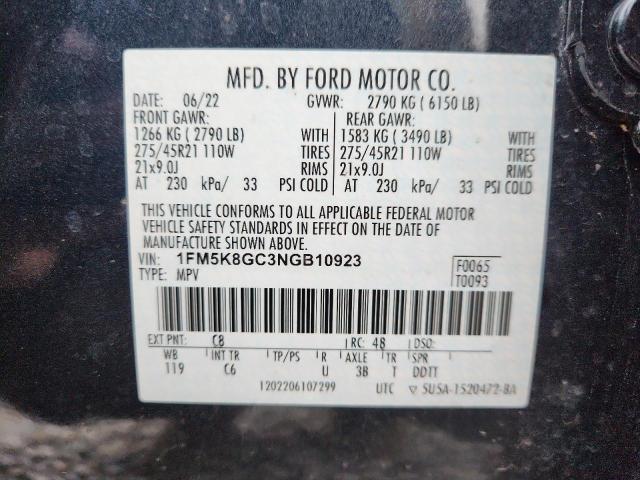 MFD. BY FORD MOTOR CO.
DATE: 06/22 GVWR: 2790 KG ( 6150 LB)
FRONT GAWR: REAR GAWR:
1266 KG ( 2790 LB) WITH 1583 KG ( 3490 LB) WITH
275/45R21 110W TIRES 275/45R21 110W TIRES
21x9.0J RIMS 21x9.0J RIMS
AT 230 kPa/ 33 PSI COLD AT 230 kPa/ 33 PSI COLD
THIS VEHICLE CONFORMS TO ALL APPLICABLE FEDERAL MOTOR
VEHICLE SAFETY STANDARDS IN EFFECT ON THE DATE OF
MANUFACTURE SHOWN ABOVE.
VIN: 1FM5K8GC3NGB10923 F0065
TYPE: MPV T0093
EXT PNT: C8 RC: 48 DSO:
WB INT TR TP/PS R AXLE TR SPR
119 C6 U 3B T DDTT
1202206107299 UTC ▽ 5USA-1520472-BA